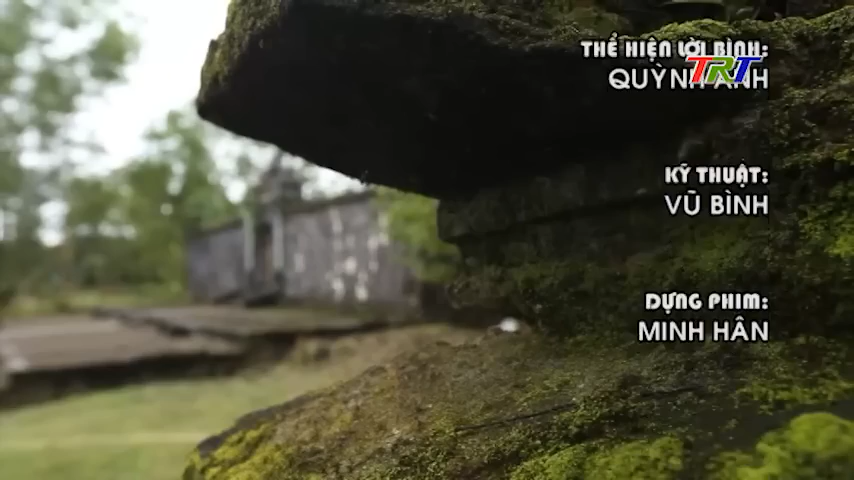 THỂ HIỆN LỜI BÌNH:
TRT
QUỲNH ANH
KỸ THUẬT:
VŨ BÌNH
DỰNG PHIM:
MINH HÂN